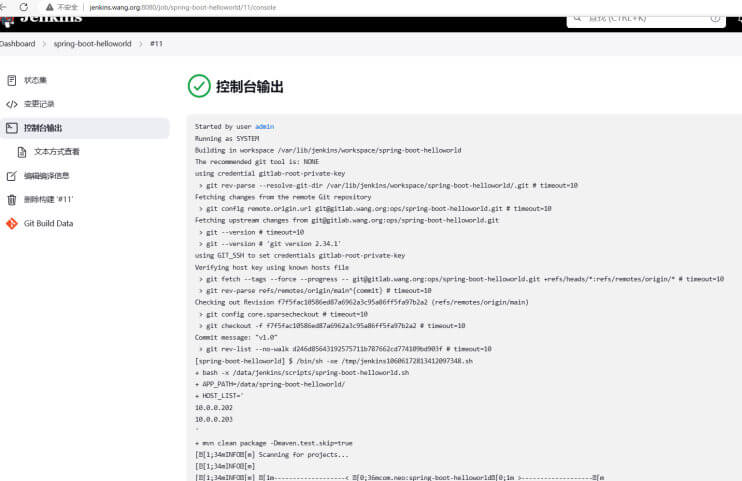 不安全 | jenkins.wang.org:8080/job/spring-boot-helloworld/11/console
Jenkins
查找 (CTRL+K)
Dashboard > spring-boot-helloworld > #11
状态集
变更记录
控制台输出
文本方式查看
编辑编译信息
删除构建 '#11'
Git Build Data
控制台输出
Started by user admin
Running as SYSTEM
Building in workspace /var/lib/jenkins/workspace/spring-boot-helloworld
The recommended git tool is: NONE
using credential gitlab-root-private-key
> git rev-parse --resolve-git-dir /var/lib/jenkins/workspace/spring-boot-helloworld/.git # timeout=10
Fetching changes from the remote Git repository
> git config remote.origin.url git@gitlab.wang.org:ops/spring-boot-helloworld.git # timeout=10
Fetching upstream changes from git@gitlab.wang.org:ops/spring-boot-helloworld.git
> git --version # timeout=10
> git --version # 'git version 2.34.1'
using GIT_SSH to set credentials gitlab-root-private-key
Verifying host key using known hosts file
> git fetch --tags --force --progress -- git@gitlab.wang.org:ops/spring-boot-helloworld.git +refs/heads/*:refs/remotes/origin/* # timeout=10
> git rev-parse refs/remotes/origin/main^{commit} # timeout=10
Checking out Revision f7f5fac10586ed87a6962a3c95a86ff5fa97b2a2 (refs/remotes/origin/main)
> git config core.sparsecheckout # timeout=10
> git checkout -f f7f5fac10586ed87a6962a3c95a86ff5fa97b2a2 # timeout=10
Commit message: "v1.0"
> git rev-list --no-walk d246d85643192575711b787662cd774109bd903f # timeout=10
[spring-boot-helloworld] $ /bin/sh -xe /tmp/jenkins10606172813412097348.sh
+ bash -x /data/jenkins/scripts/spring-boot-helloworld.sh
+ APP_PATH=/data/spring-boot-helloworld/
+ HOST_LIST='
10.0.0.202
10.0.0.203
'
+ mvn clean package -Dmaven.test.skip=true
[[1;34mINFO[m] Scanning for projects...
[[1;34mINFO[m]
[[1;34mINFO[m] [1m-------------------< [0;36mcom.neo:spring-boot-helloworld[0;1m >-------------------[m